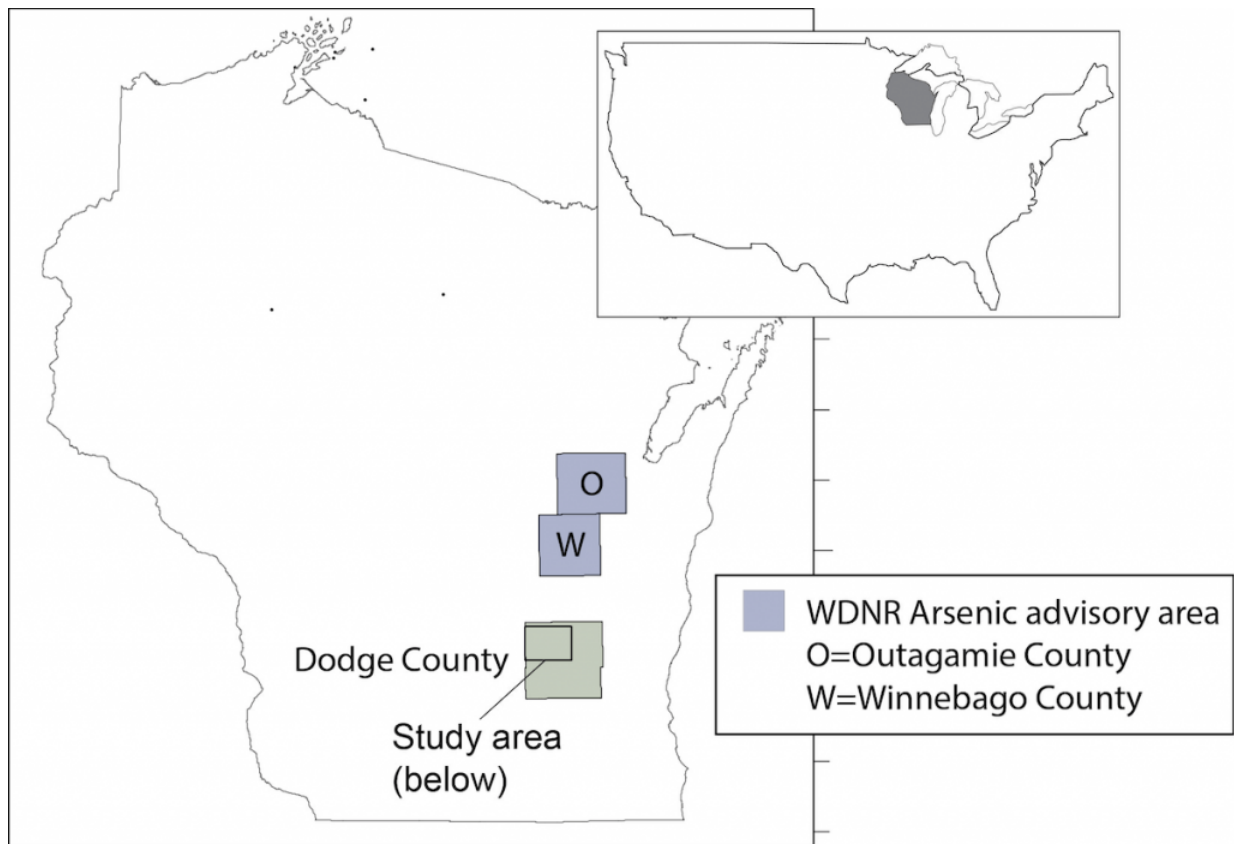 O
W
Dodge County
Study area
(below)
WDNR Arsenic advisory area
O=Outagamie County
W=Winnebago County